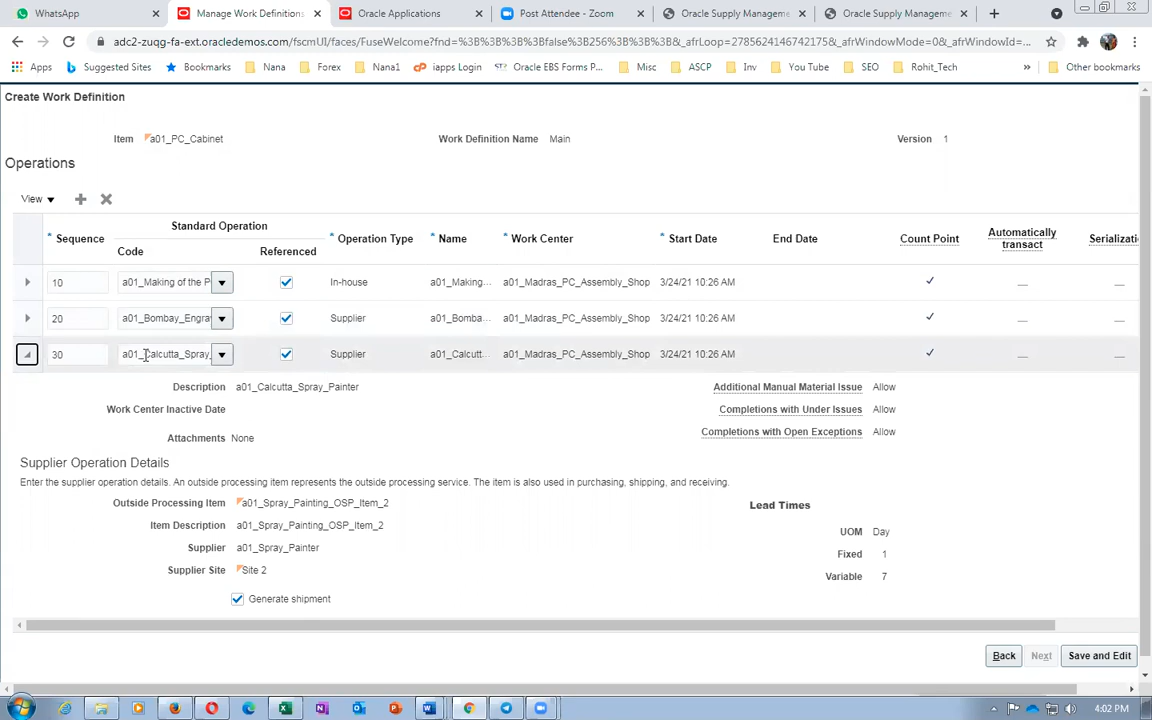 WhatsApp × Manage Work Definitions × Oracle Applications × Post Attendee - Zoom × Oracle Supply Manageme × Oracle Supply Manageme × +
adc2-zuqg-fa-ext.oracledemos.com/fscmUI/faces/FuseWelcome?fnd=%3B%3B%3B%3Bfalse%3B256%3B%3B%3B&_afrLoop=2785624146742175&_afrWindowMode=0&_afrWindowId=...
Apps Suggested Sites Bookmarks Nana Forex Nana1 iapps Login Oracle EBS Forms P... Misc ASCP Inv You Tube SEO Rohit_Tech » Other bookmarks
Create Work Definition
Item a01_PC_Cabinet Work Definition Name Main Version 1
Operations
View
Standard Operation
* Sequence Code Referenced * Operation Type * Name * Work Center * Start Date End Date Count Point Automatically transact Serializatio
10 a01_Making of the P In-house a01_Making... a01_Madras_PC_Assembly_Shop 3/24/21 10:26 AM
20 a01_Bombay_Engra Supplier a01_Bomba... a01_Madras_PC_Assembly_Shop 3/24/21 10:26 AM
30 a01_Calcutta_Spray_ Supplier a01_Calcutt... a01_Madras_PC_Assembly_Shop 3/24/21 10:26 AM
Description a01_Calcutta_Spray_Painter Additional Manual Material Issue Allow
Work Center Inactive Date Completions with Under Issues Allow
Completions with Open Exceptions Allow
Attachments None
Supplier Operation Details
Enter the supplier operation details. An outside processing item represents the outside processing service. The item is also used in purchasing, shipping, and receiving.
Outside Processing Item a01_Spray_Painting_OSP_Item_2 Lead Times
Item Description a01_Spray_Painting_OSP_Item_2
UOM Day
Supplier a01_Spray_Painter
Fixed 1
Supplier Site Site 2
Variable 7
Generate shipment
Back Next Save and Edit
4:02 PM